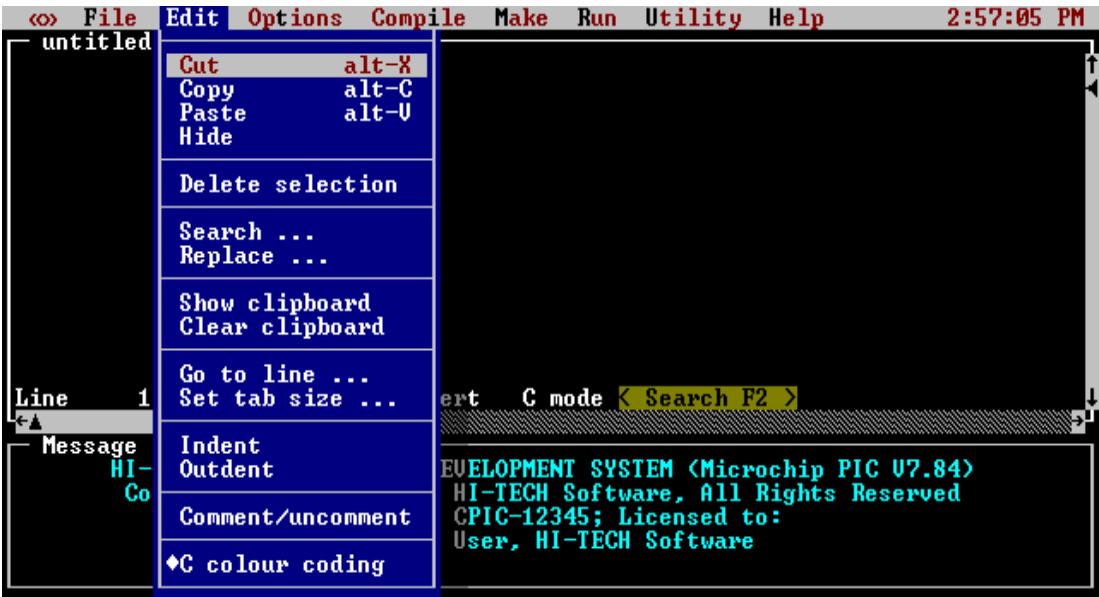 <> File Edit Options Compile Make Run Utility Help 2:57:05 PM
untitled
Cut alt-X
Copy alt-C
Paste alt-V
Hide
Delete selection
Search ...
Replace ...
Show clipboard
Clear clipboard
Go to line ...
Set tab size ...
Indent
Outdent
Comment/uncomment
◆C colour coding
Line 1 ert C mode < Search F2 >
Message
HI- EVELOPMENT SYSTEM (Microchip PIC V7.84)
Co HI-TECH Software, All Rights Reserved
CPIC-12345; Licensed to:
User, HI-TECH Software